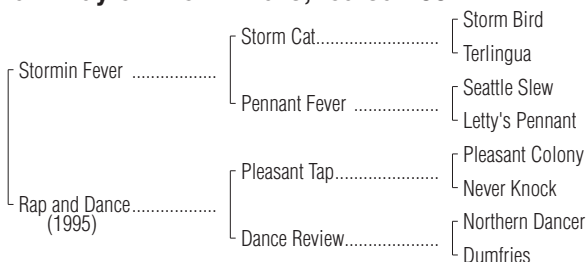 Storm Bird
Storm Cat
Terlingua
Stormin Fever
Seattle Slew
Pennant Fever
Letty's Pennant
Pleasant Colony
Pleasant Tap
Never Knock
Rap and Dance
(1995)
Northern Dancer
Dance Review
Dumfries